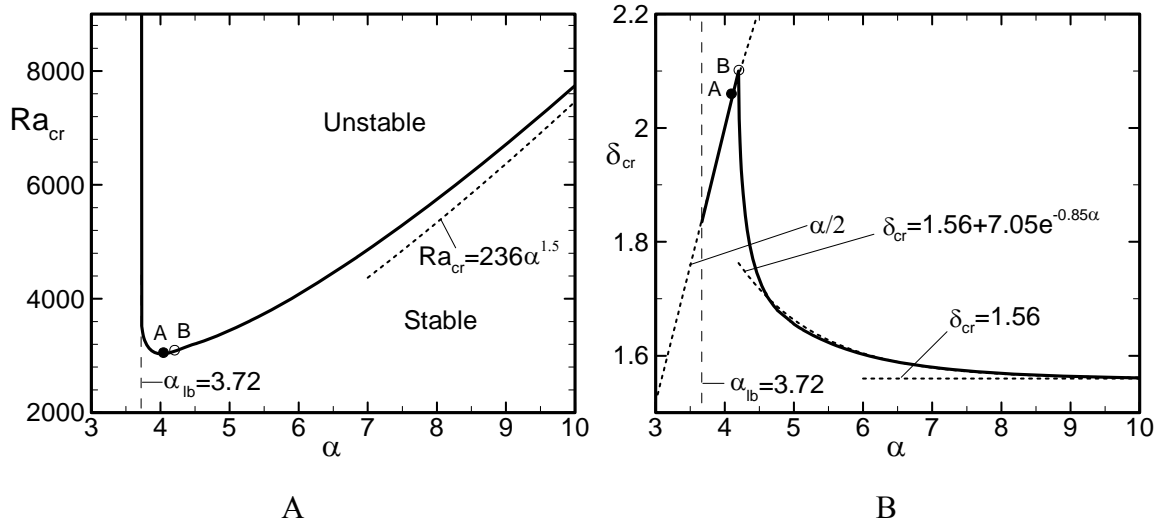 8000
6000
4000
2000
Ra_cr
Unstable
Stable
Ra_cr=236α^1.5
A
B
α_lb=3.72
3 4 5 6 7 8 9 10
α
A
2.2
2
1.8
1.6
δ_cr
B
A
α/2
δ_cr=1.56+7.05e^-0.85α
δ_cr=1.56
α_lb=3.72
3 4 5 6 7 8 9 10
α
B